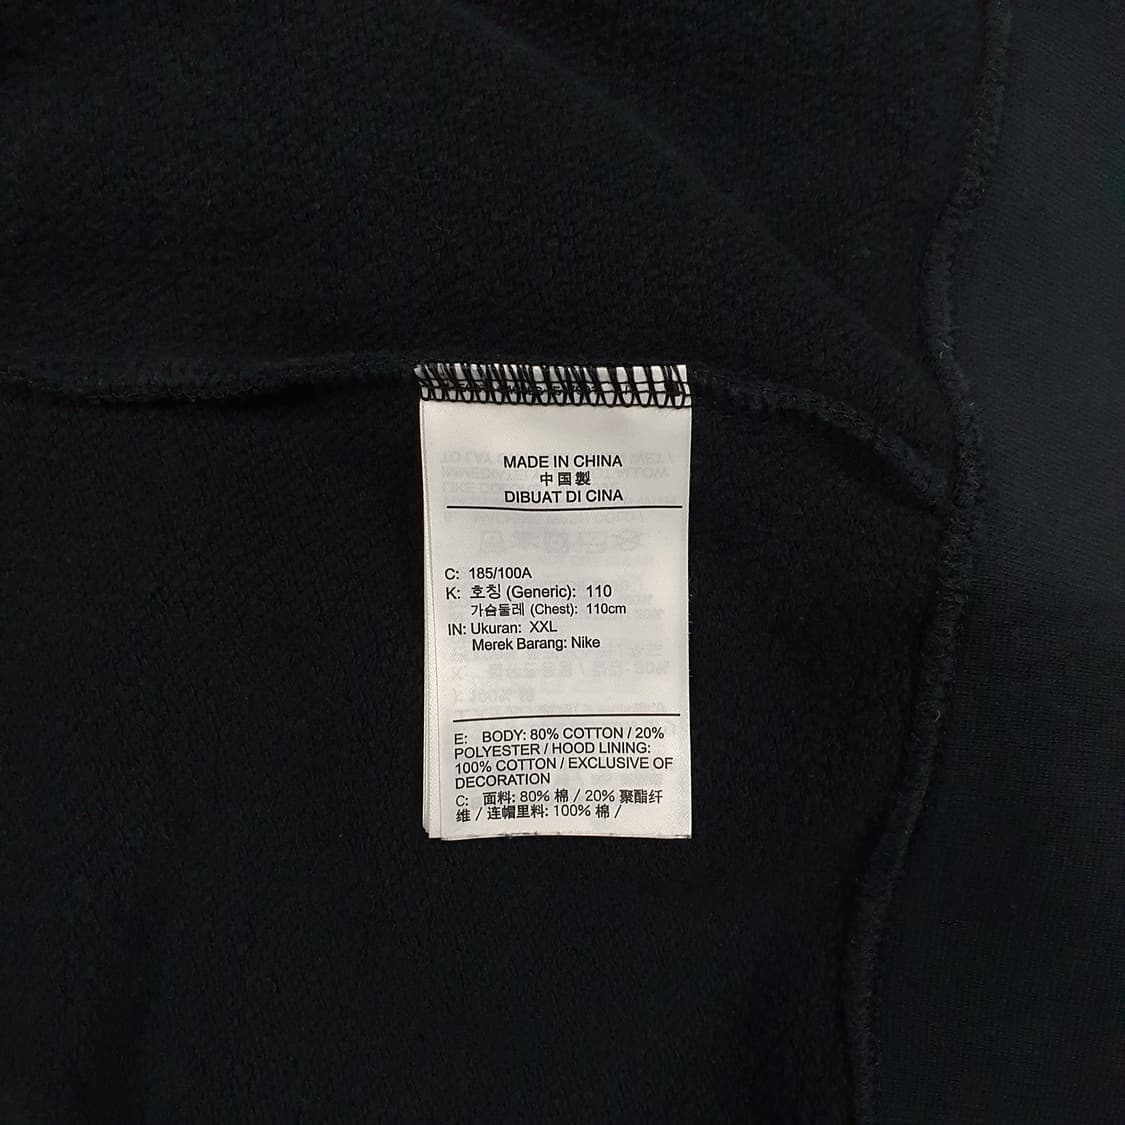 MADE IN CHINA
中国製
DIBUAT DI CINA
C: 185/100A
K: 호칭 (Generic): 110
가슴둘레 (Chest): 110cm
IN: Ukuran: XXL
Merek Barang: Nike
E: BODY: 80% COTTON / 20%
POLYESTER / HOOD LINING:
100% COTTON / EXCLUSIVE OF
DECORATION
C: 面料: 80% 棉 / 20% 聚酯纤
维 / 连帽里料: 100% 棉 /